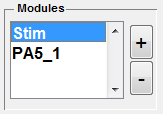 Modules
Stim
PA5_1
+
-